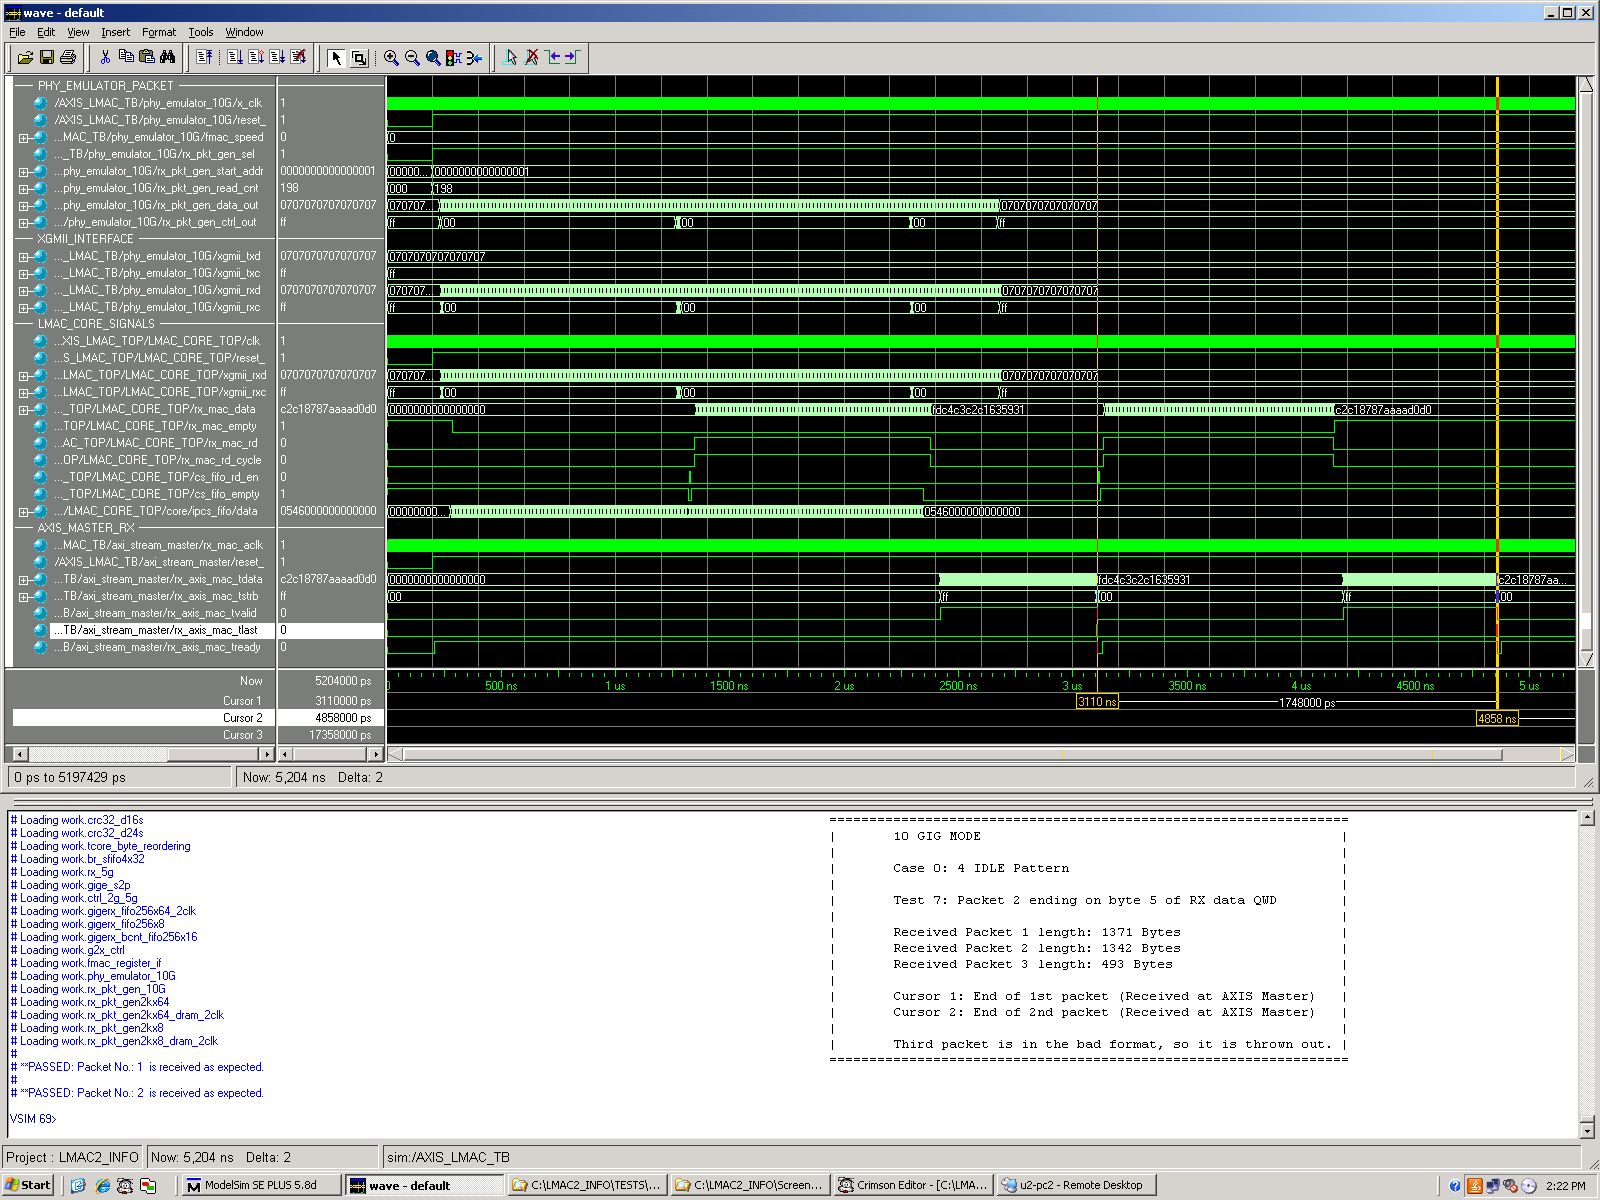 wave - default
File Edit View Insert Format Tools Window
PHY_EMULATOR_PACKET
/AXIS_LMAC_TB/phy_emulator_10G/x_clk 1
/AXIS_LMAC_TB/phy_emulator_10G/reset_ 1
...MAC_TB/phy_emulator_10G/fmac_speed 0 0
..._TB/phy_emulator_10G/rx_pkt_gen_sel 1
...phy_emulator_10G/rx_pkt_gen_start_addr 0000000000000001 00000... 0000000000000001
...phy_emulator_10G/rx_pkt_gen_read_cnt 198 000 198
...phy_emulator_10G/rx_pkt_gen_data_out 0707070707070707 070707... 0707070707070707
.../phy_emulator_10G/rx_pkt_gen_ctrl_out ff ff 00 00 00 ff
XGMII_INTERFACE
..._LMAC_TB/phy_emulator_10G/xgmii_txd 0707070707070707 0707070707070707
..._LMAC_TB/phy_emulator_10G/xgmii_txc ff ff
..._LMAC_TB/phy_emulator_10G/xgmii_rxd 0707070707070707 070707... 0707070707070707
..._LMAC_TB/phy_emulator_10G/xgmii_rxc ff ff 00 00 00 ff
LMAC_CORE_SIGNALS
...XIS_LMAC_TOP/LMAC_CORE_TOP/clk 1
...S_LMAC_TOP/LMAC_CORE_TOP/reset_ 1
...LMAC_TOP/LMAC_CORE_TOP/xgmii_rxd 0707070707070707 070707... 0707070707070707
...LMAC_TOP/LMAC_CORE_TOP/xgmii_rxc ff ff 00 00 00 ff
..._TOP/LMAC_CORE_TOP/rx_mac_data c2c18787aaaad0d0 0000000000000000 fdc4c3c2c1635931 c2c18787aaaad0d0
...TOP/LMAC_CORE_TOP/rx_mac_empty 1
...AC_TOP/LMAC_CORE_TOP/rx_mac_rd 0
...OP/LMAC_CORE_TOP/rx_mac_rd_cycle 0
..._TOP/LMAC_CORE_TOP/cs_fifo_rd_en 0
..._TOP/LMAC_CORE_TOP/cs_fifo_empty 1
.../LMAC_CORE_TOP/core/ipcs_fifo/data 0546000000000000 00000000... 0546000000000000
AXIS_MASTER_RX
...MAC_TB/axi_stream_master/rx_mac_aclk 1
/AXIS_LMAC_TB/axi_stream_master/reset_ 1
...TB/axi_stream_master/rx_axis_mac_tdata c2c18787aaaad0d0 0000000000000000 fdc4c3c2c1635931 c2c18787aa...
...TB/axi_stream_master/rx_axis_mac_tstrb ff 00 ff 00 ff 00
...B/axi_stream_master/rx_axis_mac_tvalid 0
...TB/axi_stream_master/rx_axis_mac_tlast 0
...B/axi_stream_master/rx_axis_mac_tready 0
Now 5204000 ps 0 500 ns 1 us 1500 ns 2 us 2500 ns 3 us 3500 ns 4 us 4500 ns 5 us
Cursor 1 3110000 ps 3110 ns 1748000 ps
Cursor 2 4858000 ps 4858 ns
Cursor 3 17358000 ps
0 ps to 5197429 ps Now: 5,204 ns Delta: 2
# Loading work.crc32_d16s
# Loading work.crc32_d24s
# Loading work.tcore_byte_reordering
# Loading work.br_sfifo4x32
# Loading work.rx_5g
# Loading work.gige_s2p
# Loading work.ctrl_2g_5g
# Loading work.gigerx_fifo256x64_2clk
# Loading work.gigerx_fifo256x8
# Loading work.gigerx_bcnt_fifo256x16
# Loading work.g2x_ctrl
# Loading work.fmac_register_if
# Loading work.phy_emulator_10G
# Loading work.rx_pkt_gen_10G
# Loading work.rx_pkt_gen2kx64
# Loading work.rx_pkt_gen2kx64_dram_2clk
# Loading work.rx_pkt_gen2kx8
# Loading work.rx_pkt_gen2kx8_dram_2clk
#
# **PASSED: Packet No.: 1 is received as expected.
#
# **PASSED: Packet No.: 2 is received as expected.
VSIM 69>
10 GIG MODE
Case 0: 4 IDLE Pattern
Test 7: Packet 2 ending on byte 5 of RX data QWD
Received Packet 1 length: 1371 Bytes
Received Packet 2 length: 1342 Bytes
Received Packet 3 length: 493 Bytes
Cursor 1: End of 1st packet (Received at AXIS Master)
Cursor 2: End of 2nd packet (Received at AXIS Master)
Third packet is in the bad format, so it is thrown out.
Project : LMAC2_INFO Now: 5,204 ns Delta: 2 sim:/AXIS_LMAC_TB
Start ModelSim SE PLUS 5.8d wave - default C:\LMAC2_INFO\TESTS\... C:\LMAC2_INFO\Screen... Crimson Editor - [C:\LMA... u2-pc2 - Remote Desktop 2:22 PM